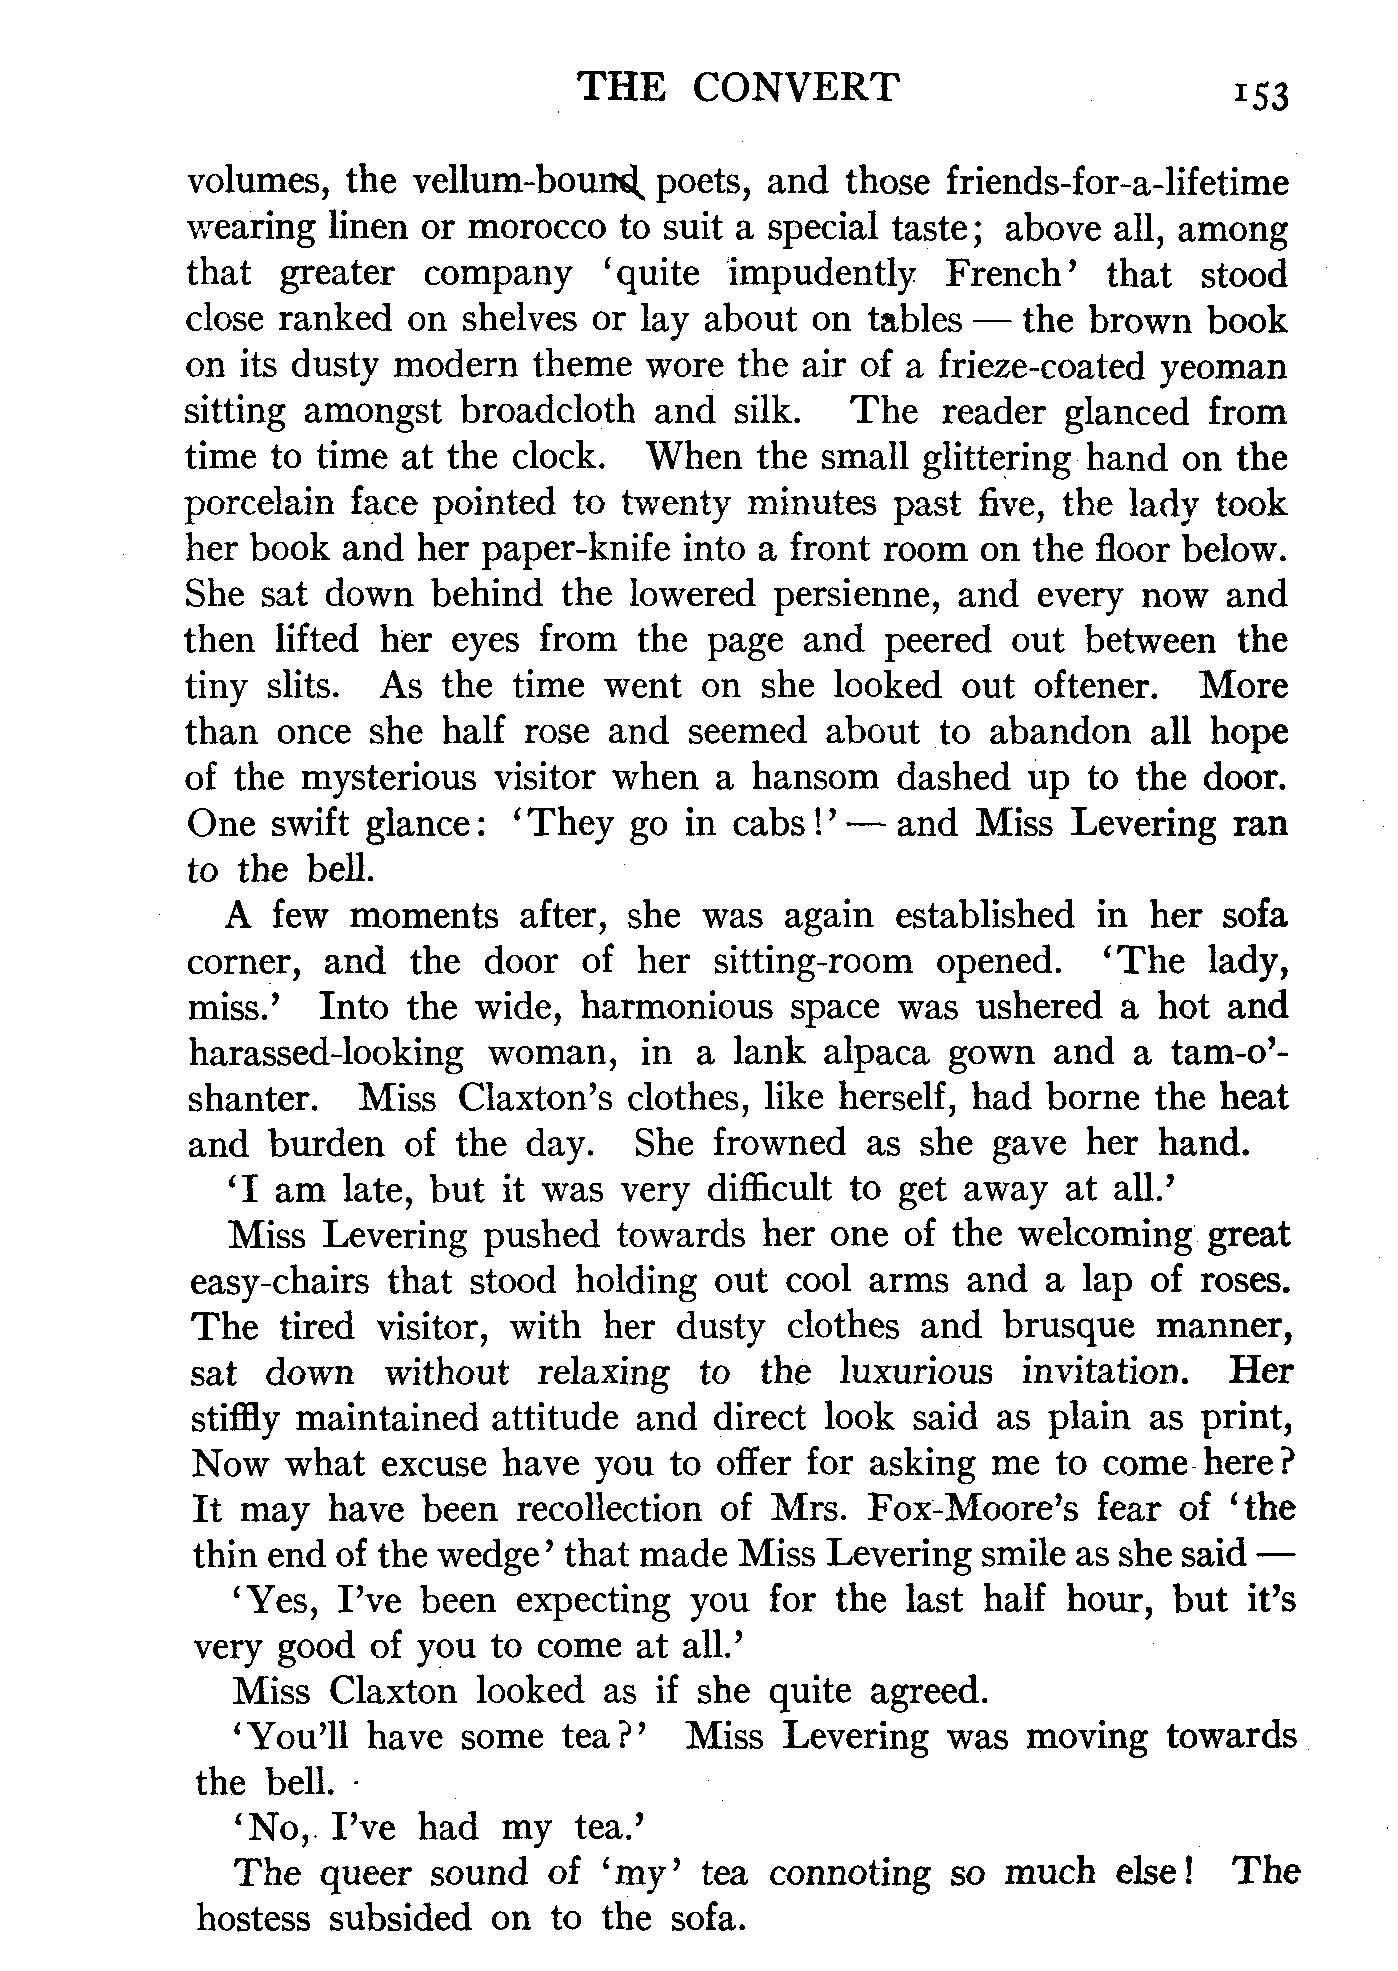 THE CONVERT 153
volumes, the vellum-bound poets, and those friends-for-a-lifetime
wearing linen or morocco to suit a special taste; above all, among
that greater company 'quite impudently French' that stood
close ranked on shelves or lay about on tables — the brown book
on its dusty modern theme wore the air of a frieze-coated yeoman
sitting amongst broadcloth and silk. The reader glanced from
time to time at the clock. When the small glittering hand on the
porcelain face pointed to twenty minutes past five, the lady took
her book and her paper-knife into a front room on the floor below.
She sat down behind the lowered persienne, and every now and
then lifted her eyes from the page and peered out between the
tiny slits. As the time went on she looked out oftener. More
than once she half rose and seemed about to abandon all hope
of the mysterious visitor when a hansom dashed up to the door.
One swift glance: 'They go in cabs!' — and Miss Levering ran
to the bell.
A few moments after, she was again established in her sofa
corner, and the door of her sitting-room opened. 'The lady,
miss.' Into the wide, harmonious space was ushered a hot and
harassed-looking woman, in a lank alpaca gown and a tam-o'-
shanter. Miss Claxton's clothes, like herself, had borne the heat
and burden of the day. She frowned as she gave her hand.
'I am late, but it was very difficult to get away at all.'
Miss Levering pushed towards her one of the welcoming great
easy-chairs that stood holding out cool arms and a lap of roses.
The tired visitor, with her dusty clothes and brusque manner,
sat down without relaxing to the luxurious invitation. Her
stiffly maintained attitude and direct look said as plain as print,
Now what excuse have you to offer for asking me to come here?
It may have been recollection of Mrs. Fox-Moore's fear of 'the
thin end of the wedge' that made Miss Levering smile as she said —
'Yes, I've been expecting you for the last half hour, but it's
very good of you to come at all.'
Miss Claxton looked as if she quite agreed.
'You'll have some tea?' Miss Levering was moving towards
the bell.
'No, I've had my tea.'
The queer sound of 'my' tea connoting so much else! The
hostess subsided on to the sofa.